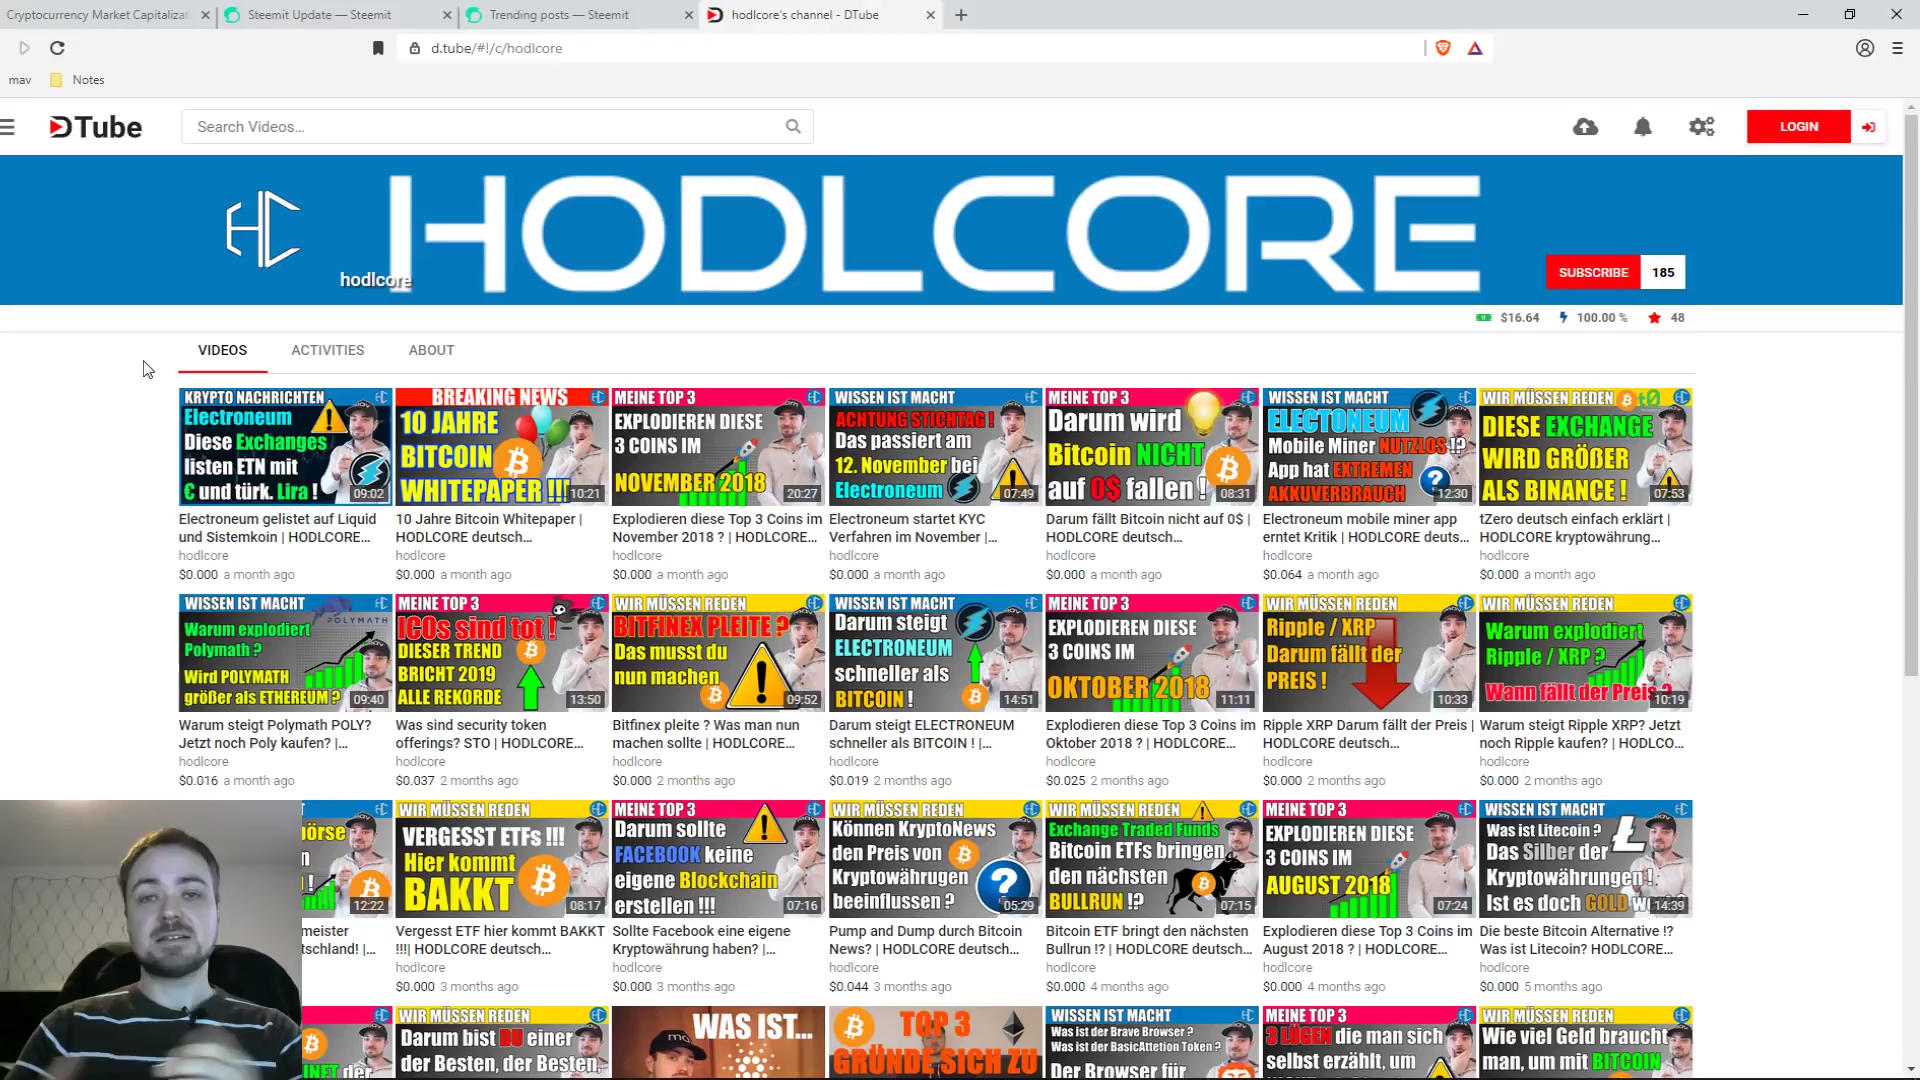 Cryptocurrency Market Capitalizat
Steemit Update — Steemit
Trending posts — Steemit
hodlcore's channel - DTube
d.tube/#!/c/hodlcore
mav
Notes
DTube
Search Videos...
LOGIN
HC
HODLCORE
hodlcore
SUBSCRIBE 185
$16.64 100.00 % 48
VIDEOS ACTIVITIES ABOUT
KRYPTO NACHRICHTEN
Electroneum
Diese Exchanges
listen ETN mit
€ und türk. Lira !
09:02
Electroneum gelistet auf Liquid
und Sistemkoin | HODLCORE...
hodlcore
$0.000 a month ago
BREAKING NEWS
10 JAHRE
BITCOIN
WHITEPAPER !!!
10:21
10 Jahre Bitcoin Whitepaper |
HODLCORE deutsch...
hodlcore
$0.000 a month ago
MEINE TOP 3
EXPLODIEREN DIESE
3 COINS IM
NOVEMBER 2018
20:27
Explodieren diese Top 3 Coins im
November 2018 ? | HODLCORE...
hodlcore
$0.000 a month ago
WISSEN IST MACHT
ACHTUNG STICHTAG !
Das passiert am
12. November bei
Electroneum
07:49
Electroneum startet KYC
Verfahren im November |...
hodlcore
$0.000 a month ago
MEINE TOP 3
Darum wird
Bitcoin NICHT
auf 0$ fallen !
08:31
Darum fällt Bitcoin nicht auf 0$ |
HODLCORE deutsch...
hodlcore
$0.000 a month ago
WISSEN IST MACHT
ELECTONEUM
Mobile Miner NUTZLOS !?
App hat EXTREMEN
AKKUVERBRAUCH
12:30
Electroneum mobile miner app
erntet Kritik | HODLCORE deuts...
hodlcore
$0.064 a month ago
WIR MÜSSEN REDEN
t0
DIESE EXCHANGE
WIRD GRÖßER
ALS BINANCE !
07:53
tZero deutsch einfach erklärt |
HODLCORE kryptowährung...
hodlcore
$0.000 a month ago
WISSEN IST MACHT
POLYMATH
Warum explodiert
Polymath ?
Wird POLYMATH
größer als ETHEREUM ?
09:40
Warum steigt Polymath POLY?
Jetzt noch Poly kaufen? |...
hodlcore
$0.016 a month ago
MEINE TOP 3
ICOs sind tot !
DIESER TREND
BRICHT 2019
ALLE REKORDE
13:50
Was sind security token
offerings? STO | HODLCORE...
hodlcore
$0.037 2 months ago
WIR MÜSSEN REDEN
BITFINEX PLEITE ?
Das musst du
nun machen
09:52
Bitfinex pleite ? Was man nun
machen sollte | HODLCORE...
hodlcore
$0.000 2 months ago
WISSEN IST MACHT
Darum steigt
ELECTRONEUM
schneller als
BITCOIN !
14:51
Darum steigt ELECTRONEUM
schneller als BITCOIN ! |...
hodlcore
$0.019 2 months ago
MEINE TOP 3
EXPLODIEREN DIESE
3 COINS IM
OKTOBER 2018
11:11
Explodieren diese Top 3 Coins im
Oktober 2018 ? | HODLCORE...
hodlcore
$0.025 2 months ago
WIR MÜSSEN REDEN
Ripple / XRP
Darum fällt der
PREIS !
10:33
Ripple XRP Darum fällt der Preis |
HODLCORE deutsch...
hodlcore
$0.000 2 months ago
WIR MÜSSEN REDEN
Warum explodiert
Ripple / XRP ?
Wann fällt der Preis ?
10:19
Warum steigt Ripple XRP? Jetzt
noch Ripple kaufen? | HODLCO...
hodlcore
$0.000 2 months ago
börse
n
!
12:22
meister
tschland! |...
WIR MÜSSEN REDEN
VERGESST ETFs !!!
Hier kommt
BAKKT
08:17
Vergesst ETF hier kommt BAKKT
!!!| HODLCORE deutsch...
hodlcore
$0.000 3 months ago
MEINE TOP 3
Darum sollte
FACEBOOK keine
eigene Blockchain
erstellen !!!
07:16
Sollte Facebook eine eigene
Kryptowährung haben? |...
hodlcore
$0.000 3 months ago
WIR MÜSSEN REDEN
Können KryptoNews
den Preis von
Kryptowährugen
beeinflussen ?
05:29
Pump and Dump durch Bitcoin
News? | HODLCORE deutsch...
hodlcore
$0.044 3 months ago
WIR MÜSSEN REDEN
Exchange Traded Funds
Bitcoin ETFs bringen
den nächsten
BULLRUN !?
07:15
Bitcoin ETF bringt den nächsten
Bullrun !? | HODLCORE deutsch...
hodlcore
$0.000 4 months ago
MEINE TOP 3
EXPLODIEREN DIESE
3 COINS IM
AUGUST 2018
07:24
Explodieren diese Top 3 Coins im
August 2018 ? | HODLCORE...
hodlcore
$0.000 4 months ago
WISSEN IST MACHT
Was ist Litecoin ?
Das Silber der
Kryptowährungen !
Ist es doch GOLD
14:39
Die beste Bitcoin Alternative !?
Was ist Litecoin? HODLCORE...
hodlcore
$0.000 5 months ago
INET der
WIR MÜSSEN REDEN
Darum bist DU einer
der Besten, der Besten,
WAS IST...
TOP 3
GRÜNDE SICH ZU
WISSEN IST MACHT
Was ist der Brave Browser ?
Was ist der BasicAttetion Token ?
Der Browser für
MEINE TOP 3
3 LÜGEN die man sich
selbst erzählt, um
WIR MÜSSEN REDEN
Wie viel Geld braucht
man, um mit BITCOIN